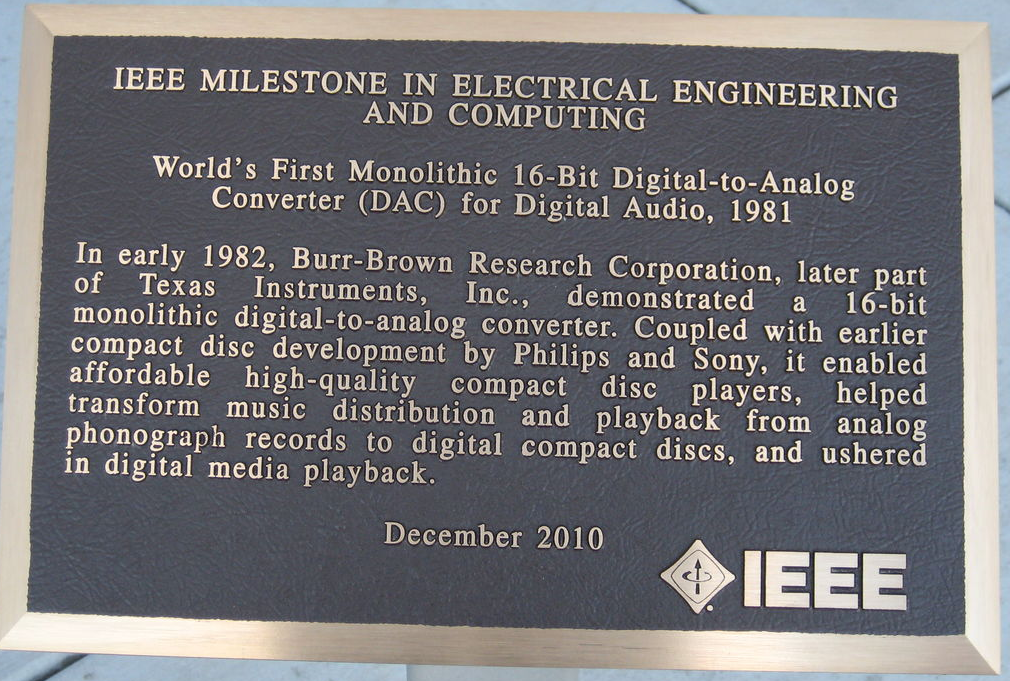 IEEE MILESTONE IN ELECTRICAL ENGINEERING
AND COMPUTING
World's First Monolithic 16-Bit Digital-to-Analog
Converter (DAC) for Digital Audio, 1981
In early 1982, Burr-Brown Research Corporation, later part
of Texas Instruments, Inc., demonstrated a 16-bit
monolithic digital-to-analog converter. Coupled with earlier
compact disc development by Philips and Sony, it enabled
affordable high-quality compact disc players, helped
transform music distribution and playback from analog
phonograph records to digital compact discs, and ushered
in digital media playback.
December 2010
IEEE